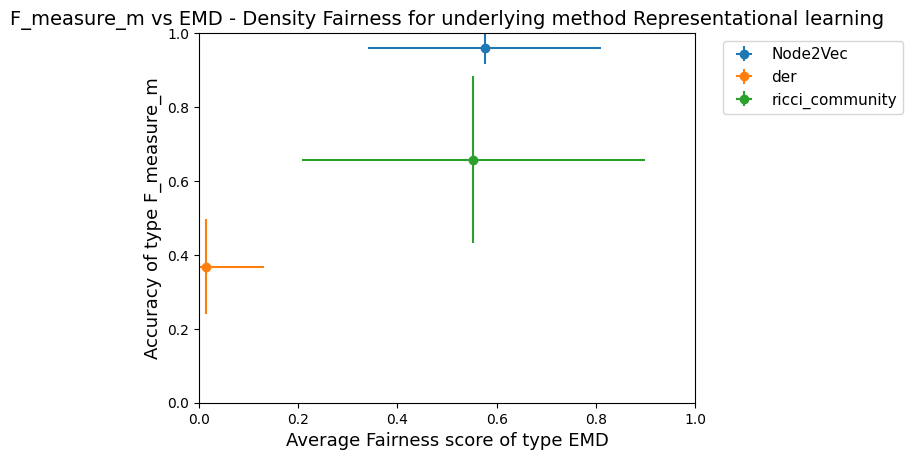 F_measure_m vs EMD - Density Fairness for underlying method Representational learning
Node2Vec
der
ricci_community
Accuracy of type F_measure_m
1.0
0.8
0.6
0.4
0.2
0.0
0.0 0.2 0.4 0.6 0.8 1.0
Average Fairness score of type EMD